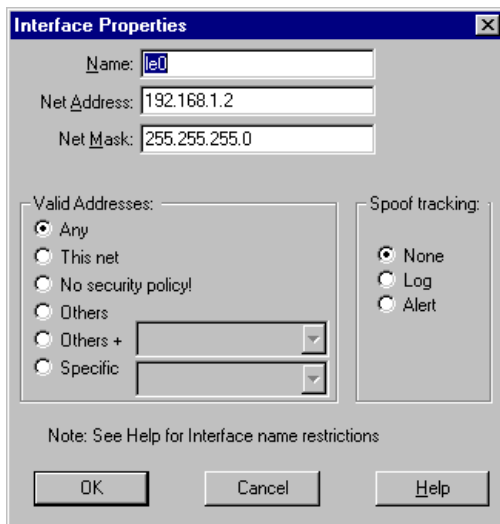 Interface Properties
Name: le0
Net Address: 192.168.1.2
Net Mask: 255.255.255.0
Valid Addresses:
Any
This net
No security policy!
Others
Others +
Specific
Spoof tracking:
None
Log
Alert
Note: See Help for Interface name restrictions
OK
Cancel
Help